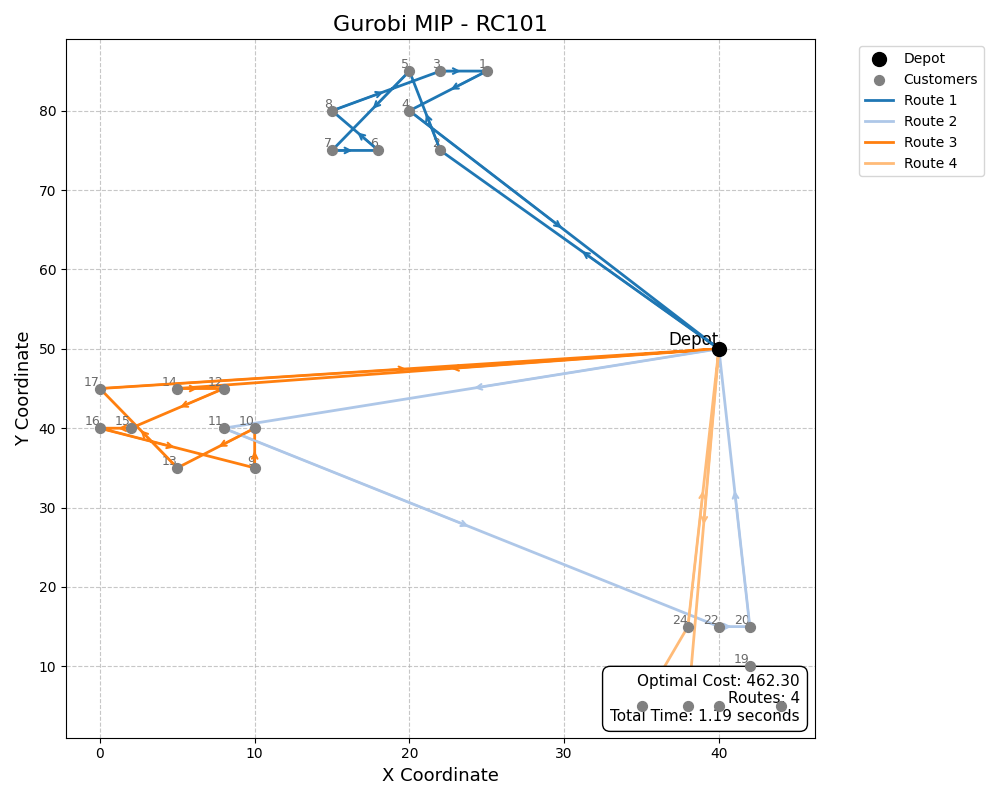 Gurobi MIP - RC101
Depot
Customers
Route 1
Route 2
Route 3
Route 4
5 3 1
8 4
7 6
Depot
17 14 12
16 15 11 10
13 9
24 22 20
19
Optimal Cost: 462.30
Routes: 4
Total Time: 1.19 seconds
80
70
60
50
40
30
20
10
Y Coordinate
0 10 20 30 40
X Coordinate